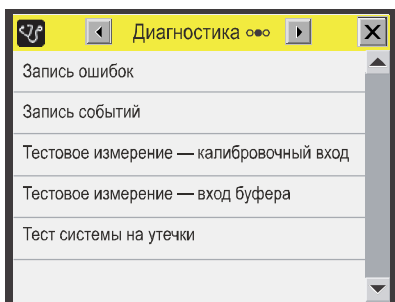 Диагностика
Запись ошибок
Запись событий
Тестовое измерение — калибровочный вход
Тестовое измерение — вход буфера
Тест системы на утечки